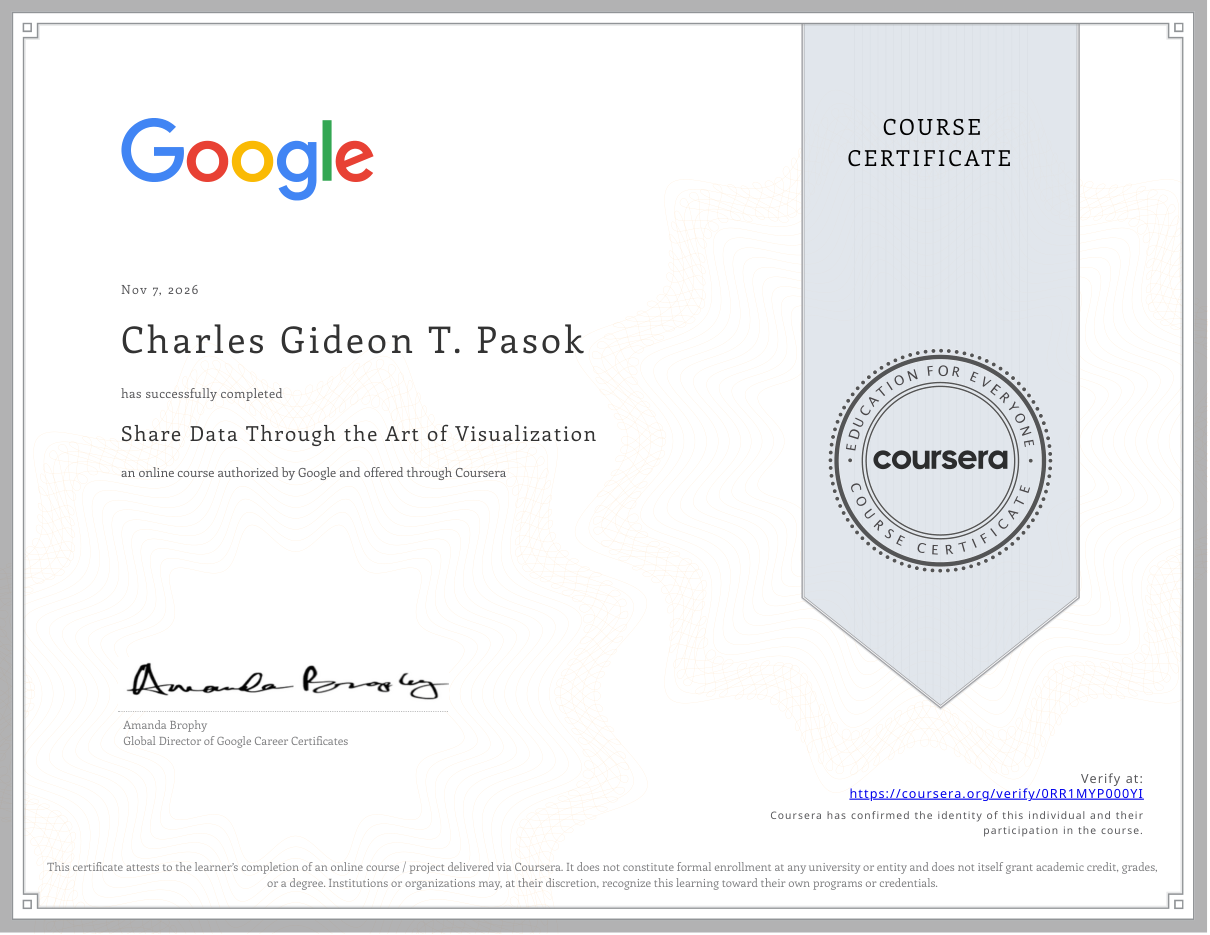 Google
COURSE
CERTIFICATE
Nov 7, 2026
Charles Gideon T. Pasok
has successfully completed
Share Data Through the Art of Visualization
an online course authorized by Google and offered through Coursera
EDUCATION FOR EVERYONE
coursera
COURSE CERTIFICATE
Amanda Brophy
Amanda Brophy
Global Director of Google Career Certificates
Verify at:
https://coursera.org/verify/0RR1MYP000YI
Coursera has confirmed the identity of this individual and their
participation in the course.
This certificate attests to the learner's completion of an online course / project delivered via Coursera. It does not constitute formal enrollment at any university or entity and does not itself grant academic credit, grades,
or a degree. Institutions or organizations may, at their discretion, recognize this learning toward their own programs or credentials.